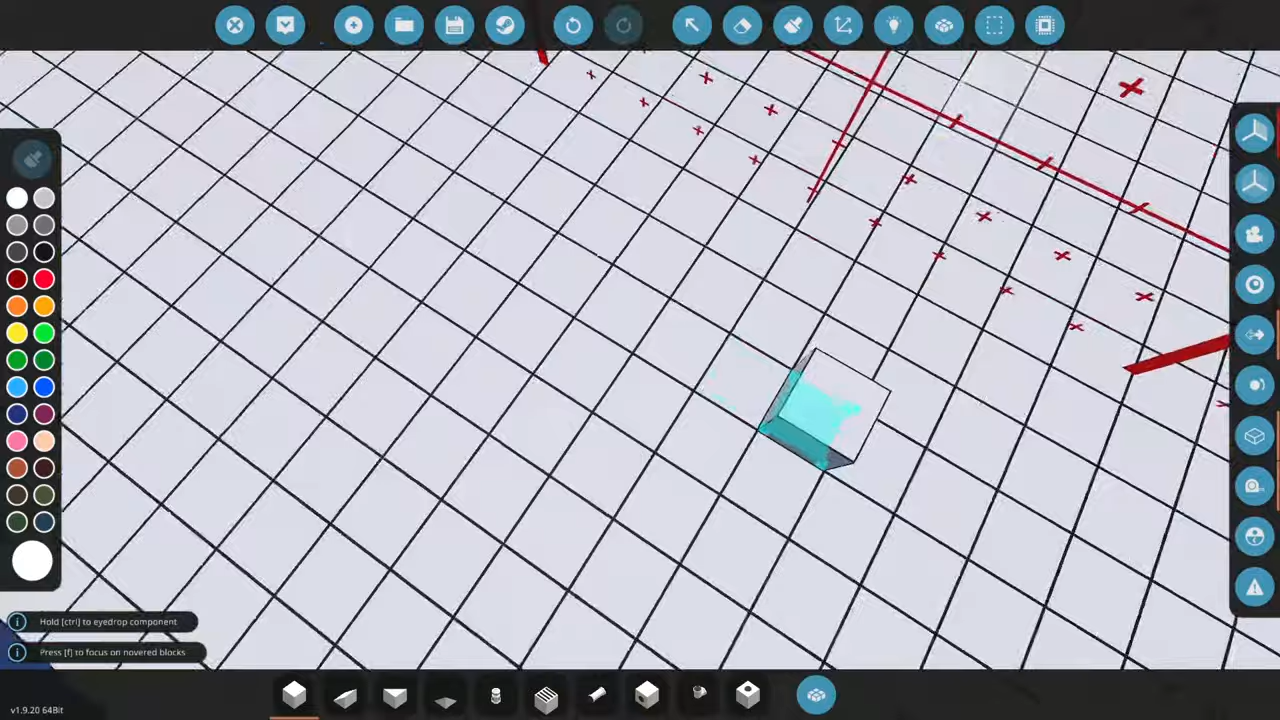 Hold [ctrl] to eyedrop component
Press [f] to focus on hovered blocks
v1.9.20 64Bit